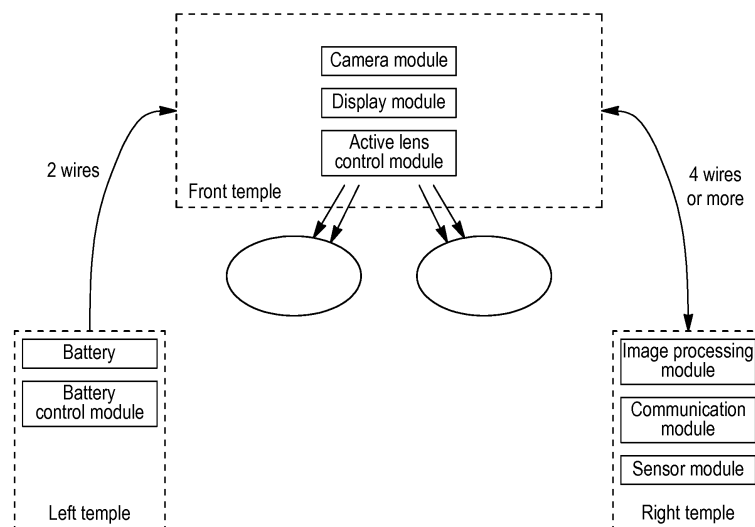 Camera module
Display module
Active lens
control module
Front temple
2 wires
4 wires
or more
Battery
Battery
control module
Left temple
Image processing
module
Communication
module
Sensor module
Right temple